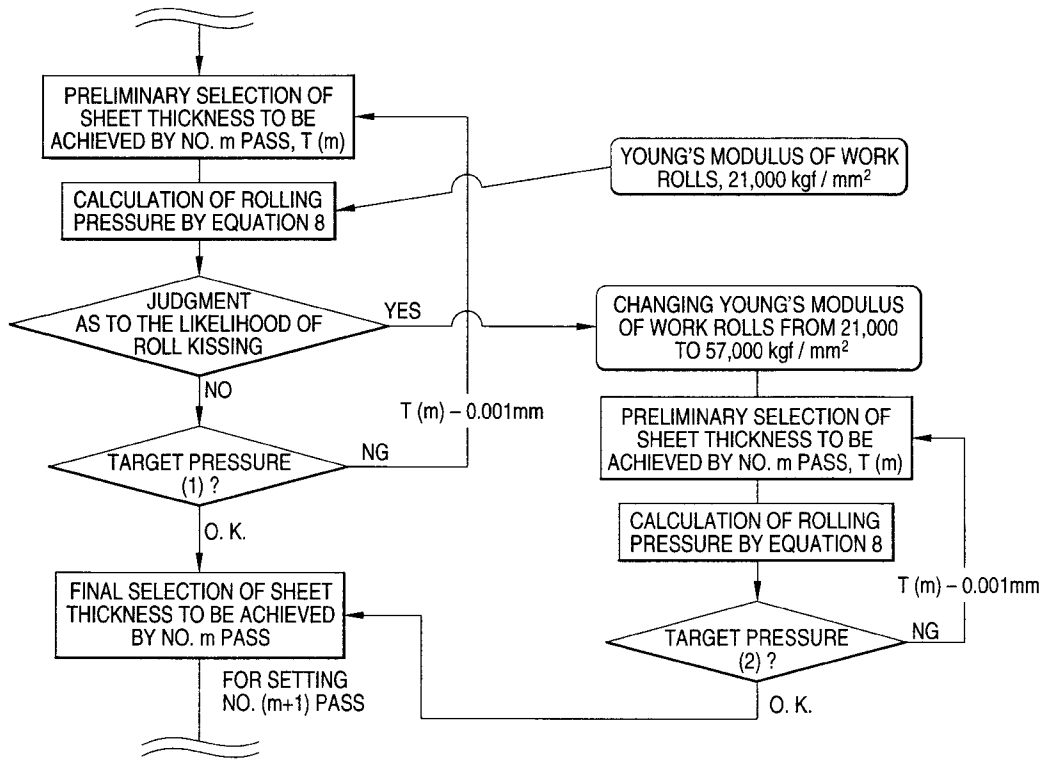 PRELIMINARY SELECTION OF
SHEET THICKNESS TO BE
ACHIEVED BY NO. m PASS, T (m)
YOUNG'S MODULUS OF WORK
ROLLS, 21,000 kgf / mm²
CALCULATION OF ROLLING
PRESSURE BY EQUATION 8
JUDGMENT
AS TO THE LIKELIHOOD OF
ROLL KISSING
YES
NO
CHANGING YOUNG'S MODULUS
OF WORK ROLLS FROM 21,000
TO 57,000 kgf / mm²
T (m) – 0.001mm
PRELIMINARY SELECTION OF
SHEET THICKNESS TO BE
ACHIEVED BY NO. m PASS, T (m)
TARGET PRESSURE
(1) ?
NG
O. K.
CALCULATION OF ROLLING
PRESSURE BY EQUATION 8
T (m) – 0.001mm
FINAL SELECTION OF SHEET
THICKNESS TO BE ACHIEVED
BY NO. m PASS
TARGET PRESSURE
(2) ?
NG
O. K.
FOR SETTING
NO. (m+1) PASS